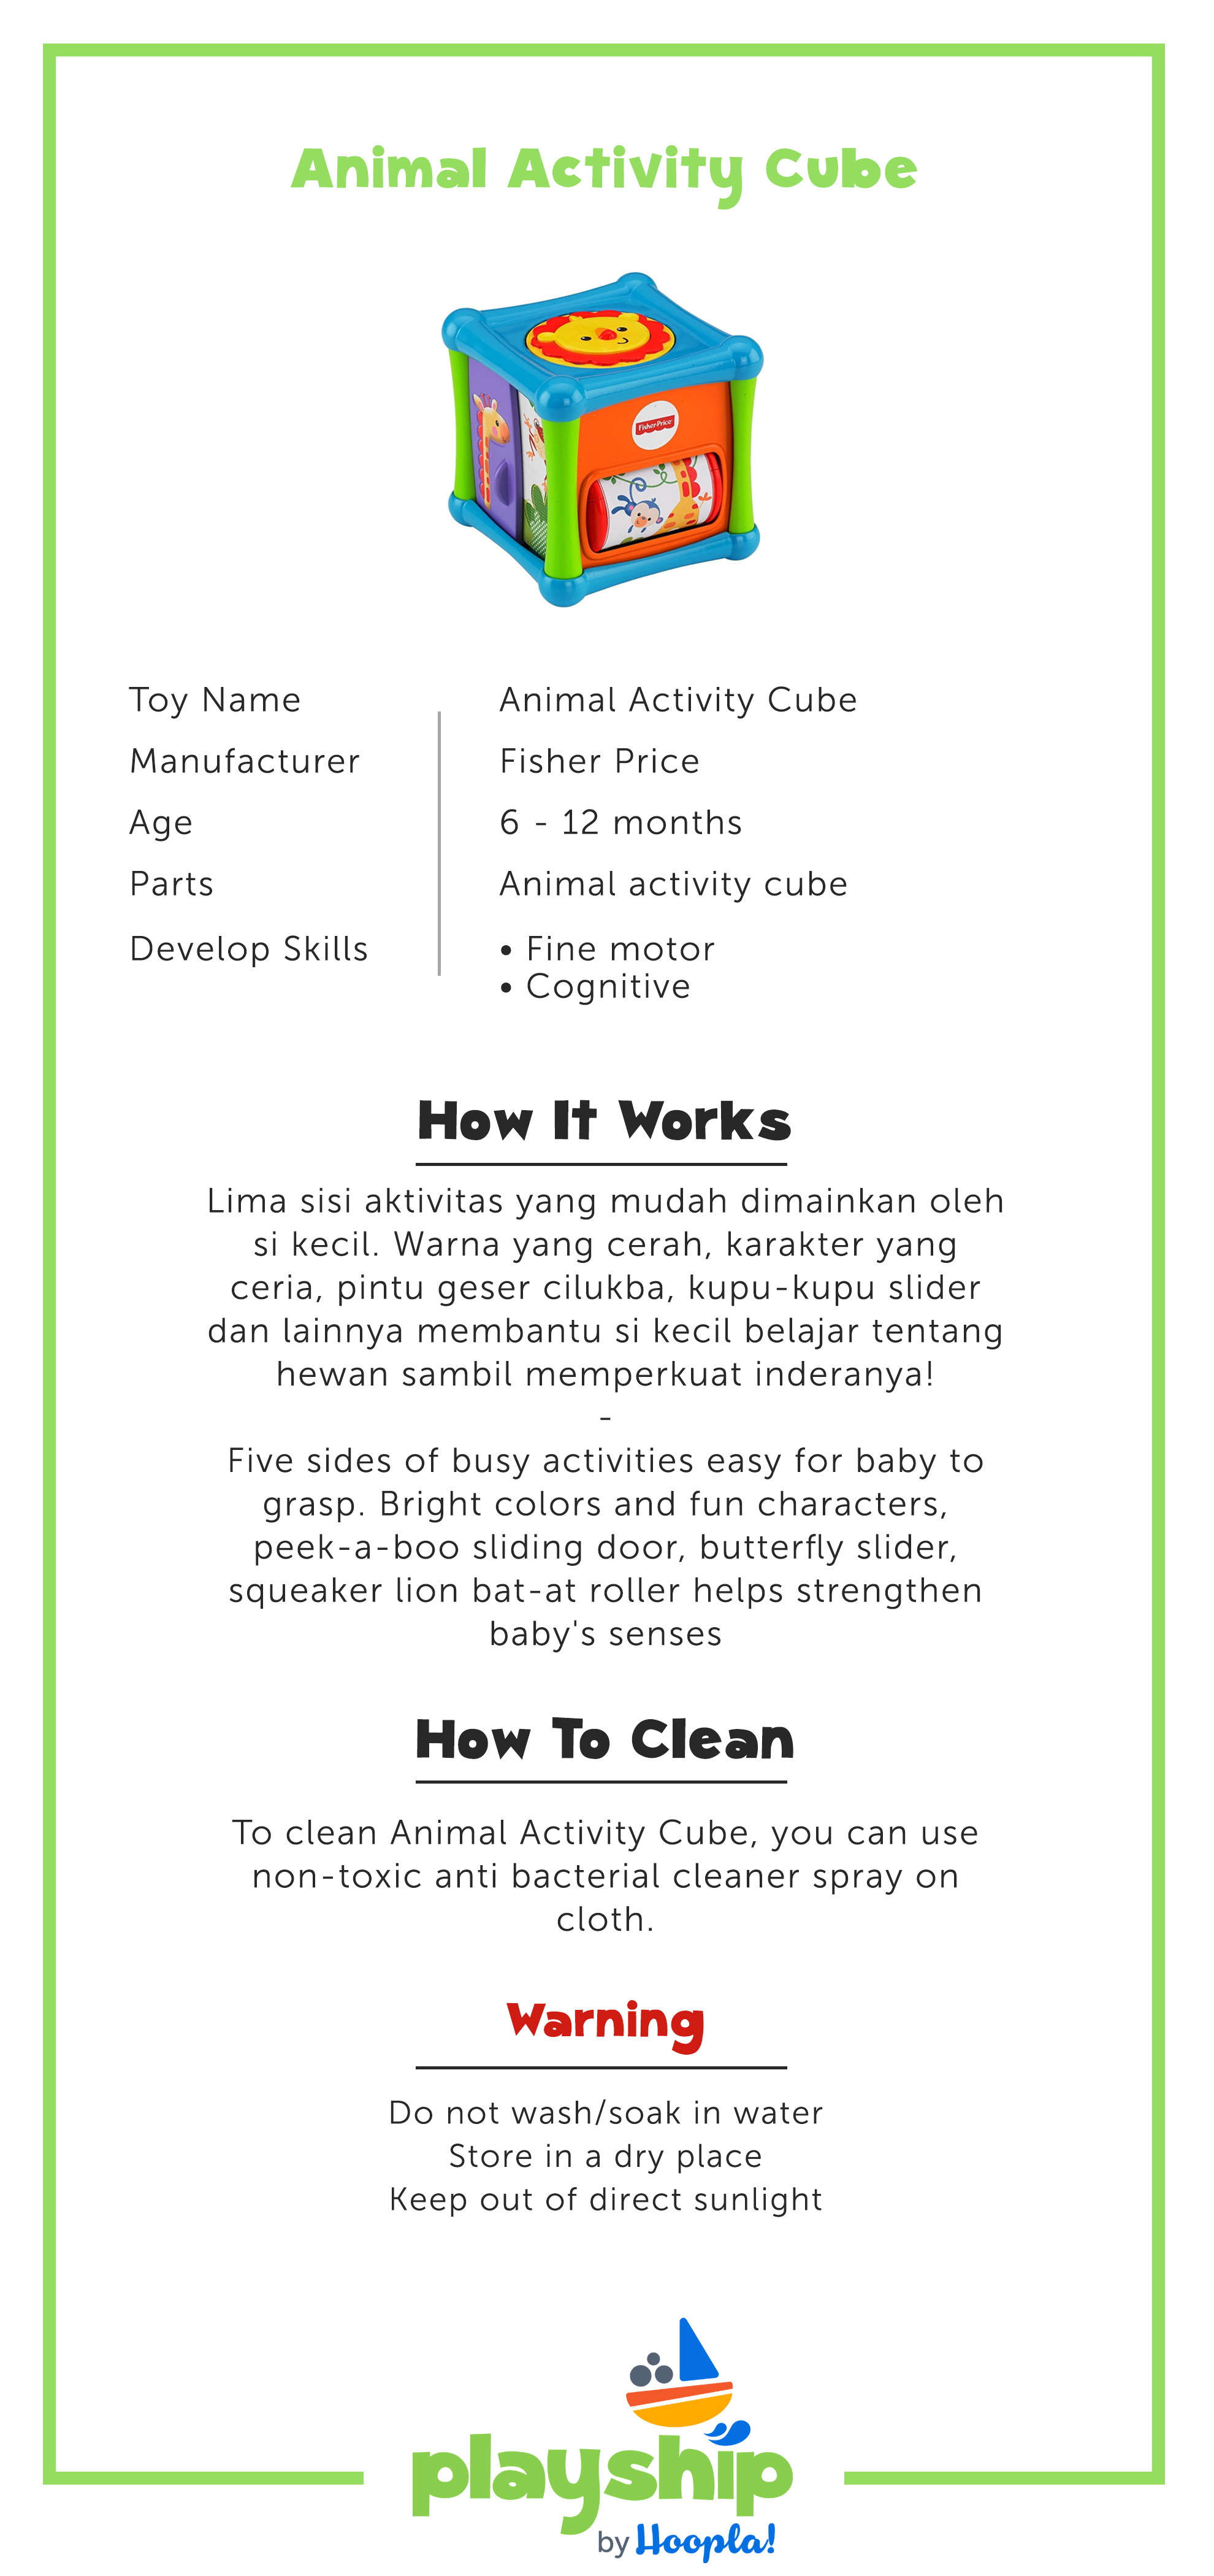 Animal Activity Cube
Fisher-Price
Toy Name Animal Activity Cube
Manufacturer Fisher Price
Age 6 - 12 months
Parts Animal activity cube
Develop Skills • Fine motor
• Cognitive
How It Works
Lima sisi aktivitas yang mudah dimainkan oleh
si kecil. Warna yang cerah, karakter yang
ceria, pintu geser cilukba, kupu-kupu slider
dan lainnya membantu si kecil belajar tentang
hewan sambil memperkuat inderanya!
-
Five sides of busy activities easy for baby to
grasp. Bright colors and fun characters,
peek-a-boo sliding door, butterfly slider,
squeaker lion bat-at roller helps strengthen
baby's senses
How To Clean
To clean Animal Activity Cube, you can use
non-toxic anti bacterial cleaner spray on
cloth.
Warning
Do not wash/soak in water
Store in a dry place
Keep out of direct sunlight
playship
by Hoopla!